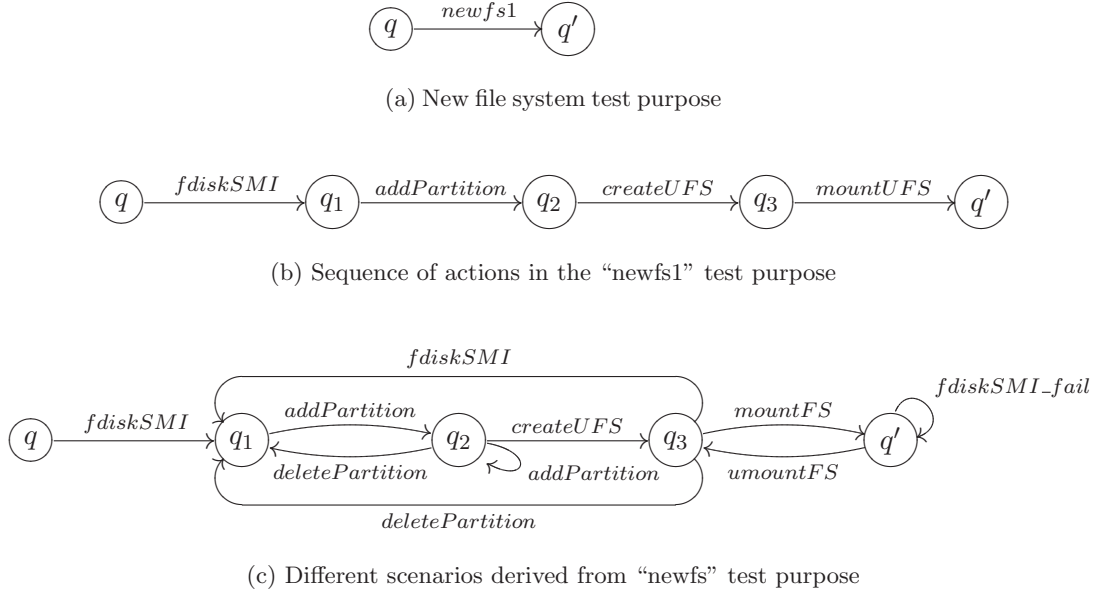 newfs1
q q′
(a) New file system test purpose
fdiskSMI addPartition createUFS mountUFS
q q₁ q₂ q₃ q′
(b) Sequence of actions in the “newfs1” test purpose
fdiskSMI
fdiskSMI_fail
fdiskSMI addPartition createUFS mountFS
q q₁ q₂ q₃ q′
deletePartition addPartition umountFS
deletePartition
(c) Different scenarios derived from “newfs” test purpose